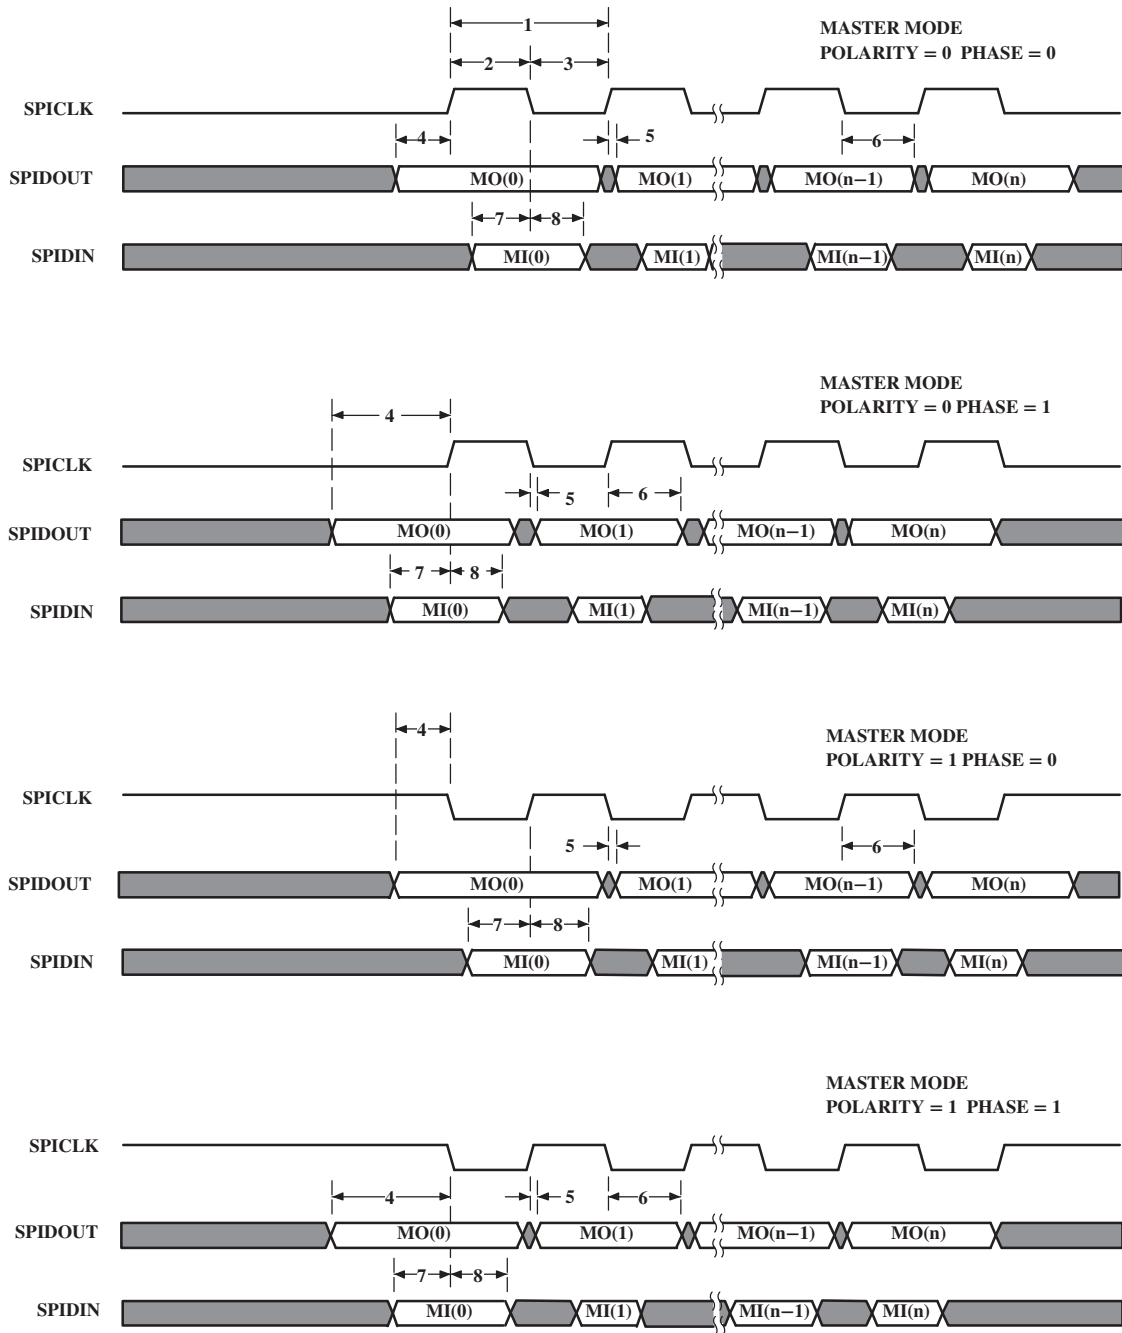 1
MASTER MODE
POLARITY = 0 PHASE = 0
2 3
SPICLK
4 5 6
SPIDOUT MO(0) MO(1) MO(n−1) MO(n)
7 8
SPIDIN MI(0) MI(1) MI(n−1) MI(n)
MASTER MODE
POLARITY = 0 PHASE = 1
4
SPICLK
5 6
SPIDOUT MO(0) MO(1) MO(n−1) MO(n)
7 8
SPIDIN MI(0) MI(1) MI(n−1) MI(n)
4
MASTER MODE
POLARITY = 1 PHASE = 0
SPICLK
5 6
SPIDOUT MO(0) MO(1) MO(n−1) MO(n)
7 8
SPIDIN MI(0) MI(1) MI(n−1) MI(n)
MASTER MODE
POLARITY = 1 PHASE = 1
SPICLK
4 5 6
SPIDOUT MO(0) MO(1) MO(n−1) MO(n)
7 8
SPIDIN MI(0) MI(1) MI(n−1) MI(n)